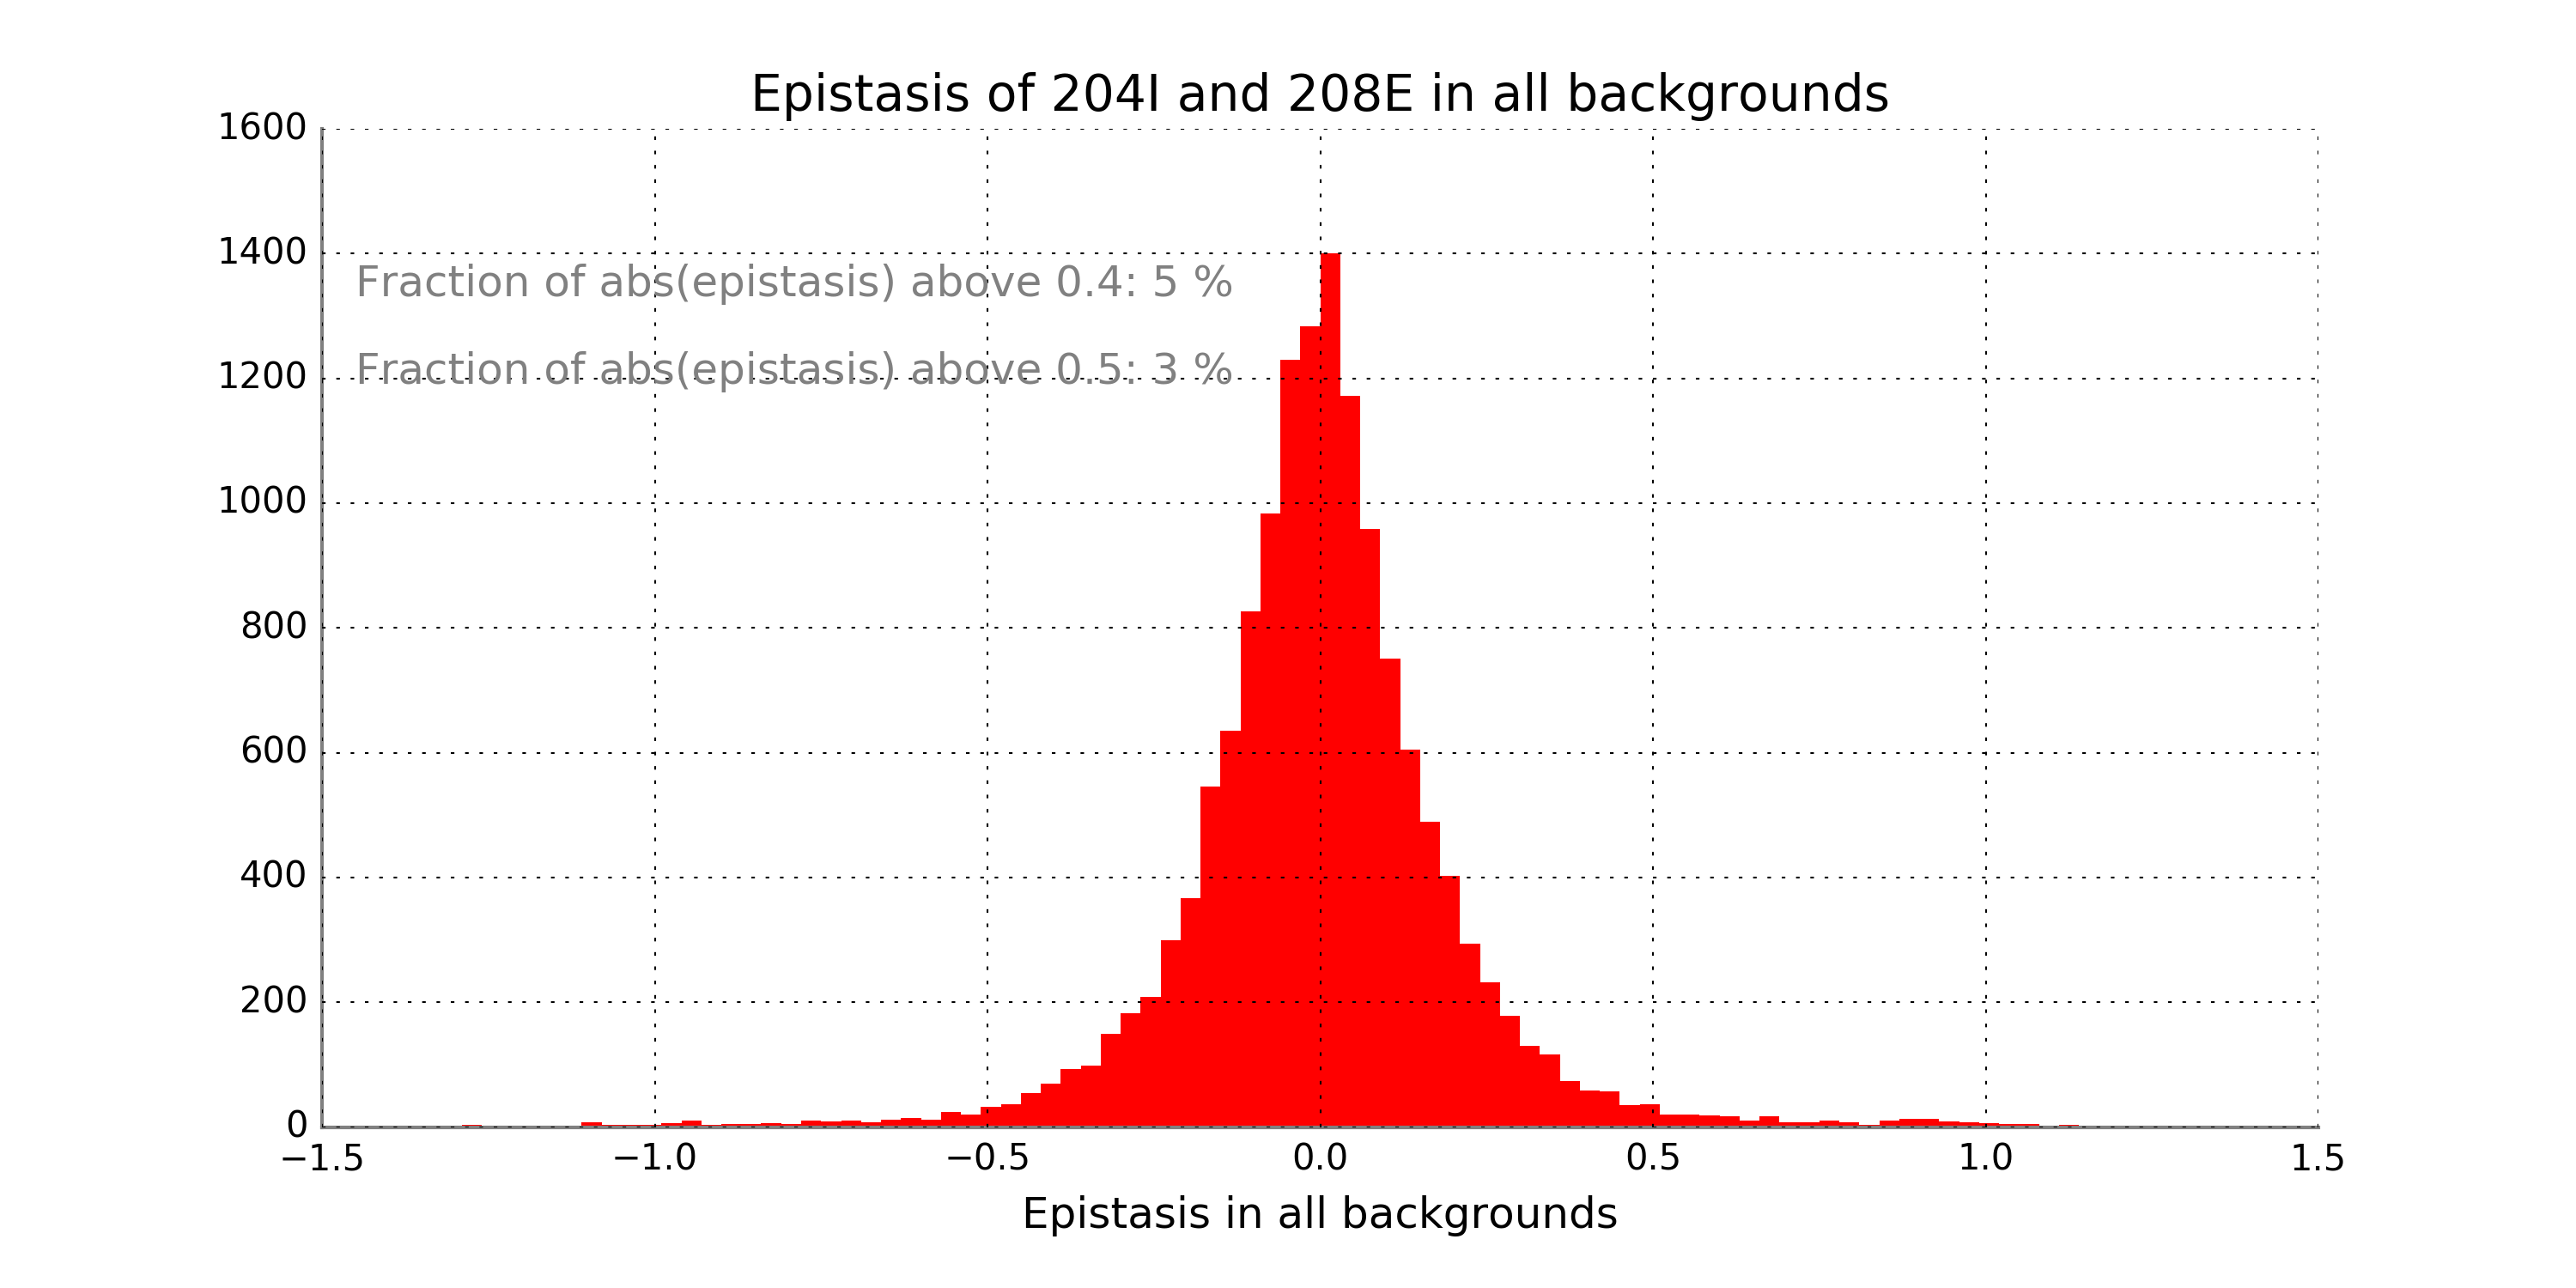 Epistasis of 204I and 208E in all backgrounds
1600
1400
Fraction of abs(epistasis) above 0.4: 5 %
Fraction of abs(epistasis) above 0.5: 3 %
1200
1000
800
600
400
200
0
−1.5 −1.0 −0.5 0.0 0.5 1.0 1.5
Epistasis in all backgrounds